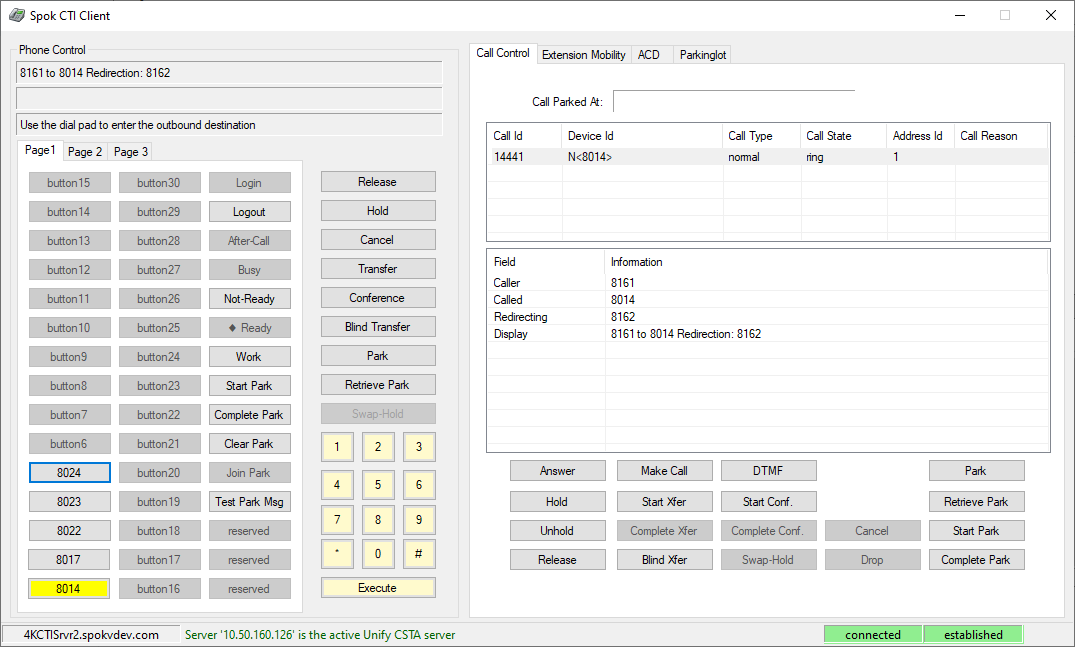 Spok CTI Client
Phone Control
8161 to 8014 Redirection: 8162
Use the dial pad to enter the outbound destination
Page1 Page 2 Page 3
button15 button30 Login
button14 button29 Logout
button13 button28 After-Call
button12 button27 Busy
button11 button26 Not-Ready
button10 button25 ♦ Ready
button9 button24 Work
button8 button23 Start Park
button7 button22 Complete Park
button6 button21 Clear Park
8024 button20 Join Park
8023 button19 Test Park Msg
8022 button18 reserved
8017 button17 reserved
8014 button16 reserved
Release
Hold
Cancel
Transfer
Conference
Blind Transfer
Park
Retrieve Park
Swap-Hold
1 2 3
4 5 6
7 8 9
* 0 #
Execute
Call Control Extension Mobility ACD Parkinglot
Call Parked At:
Call Id Device Id Call Type Call State Address Id Call Reason
14441 N<8014> normal ring 1
Field Information
Caller 8161
Called 8014
Redirecting 8162
Display 8161 to 8014 Redirection: 8162
Answer Make Call DTMF Park
Hold Start Xfer Start Conf. Retrieve Park
Unhold Complete Xfer Complete Conf. Cancel Start Park
Release Blind Xfer Swap-Hold Drop Complete Park
4KCTISrvr2.spokvdev.com Server '10.50.160.126' is the active Unify CSTA server connected established